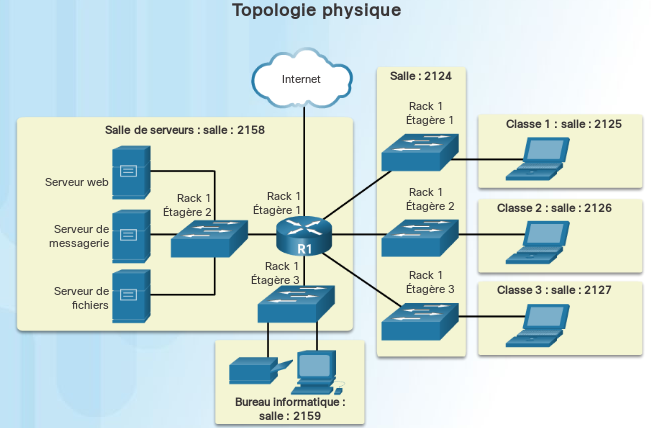 Topologie physique
Internet
Salle : 2124
Rack 1
Étagère 1
Classe 1 : salle : 2125
Salle de serveurs : salle : 2158
Serveur web
Rack 1
Étagère 2
Rack 1
Étagère 1
Rack 1
Étagère 2
Classe 2 : salle : 2126
Serveur de
messagerie
R1
Rack 1
Étagère 3
Rack 1
Étagère 3
Classe 3 : salle : 2127
Serveur de
fichiers
Bureau informatique :
salle : 2159